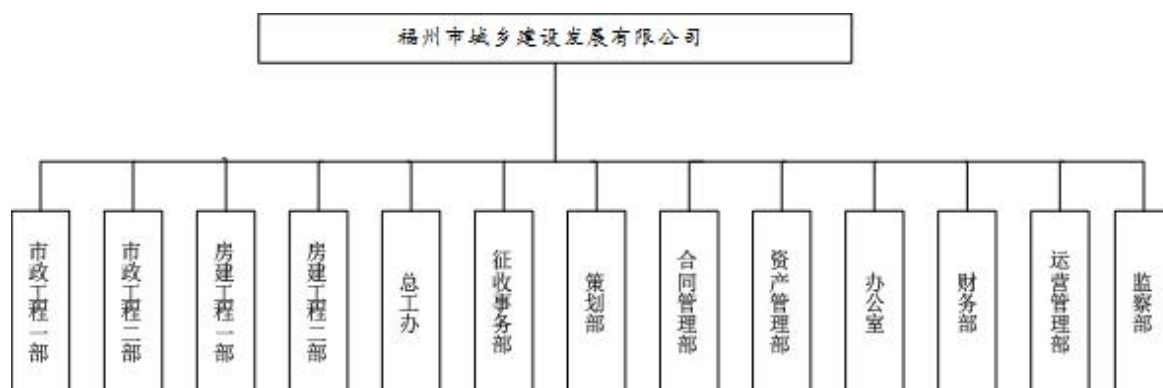 福州市城乡建设发展有限公司
市政工程一部
市政工程二部
房建工程一部
房建工程二部
总工办
征收事务部
策划部
合同管理部
资产管理部
办公室
财务部
运营管理部
监察部